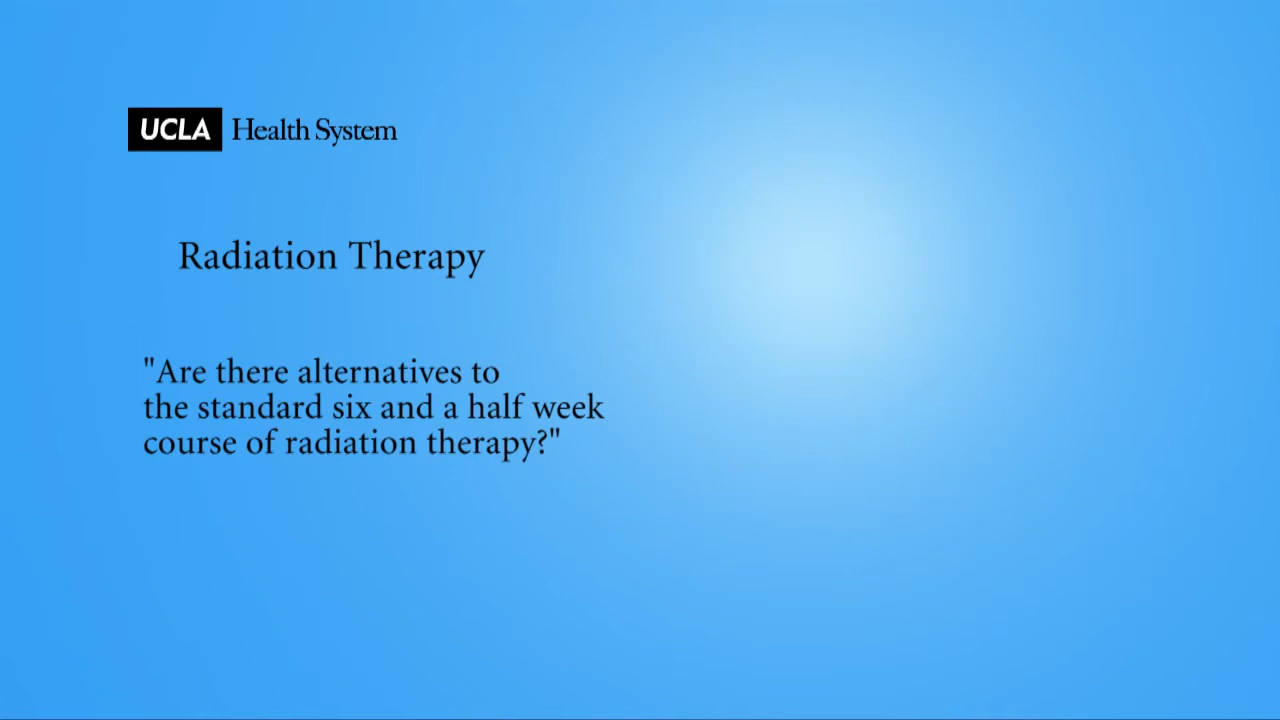 UCLA Health System
Radiation Therapy
"Are there alternatives to
the standard six and a half week
course of radiation therapy?"